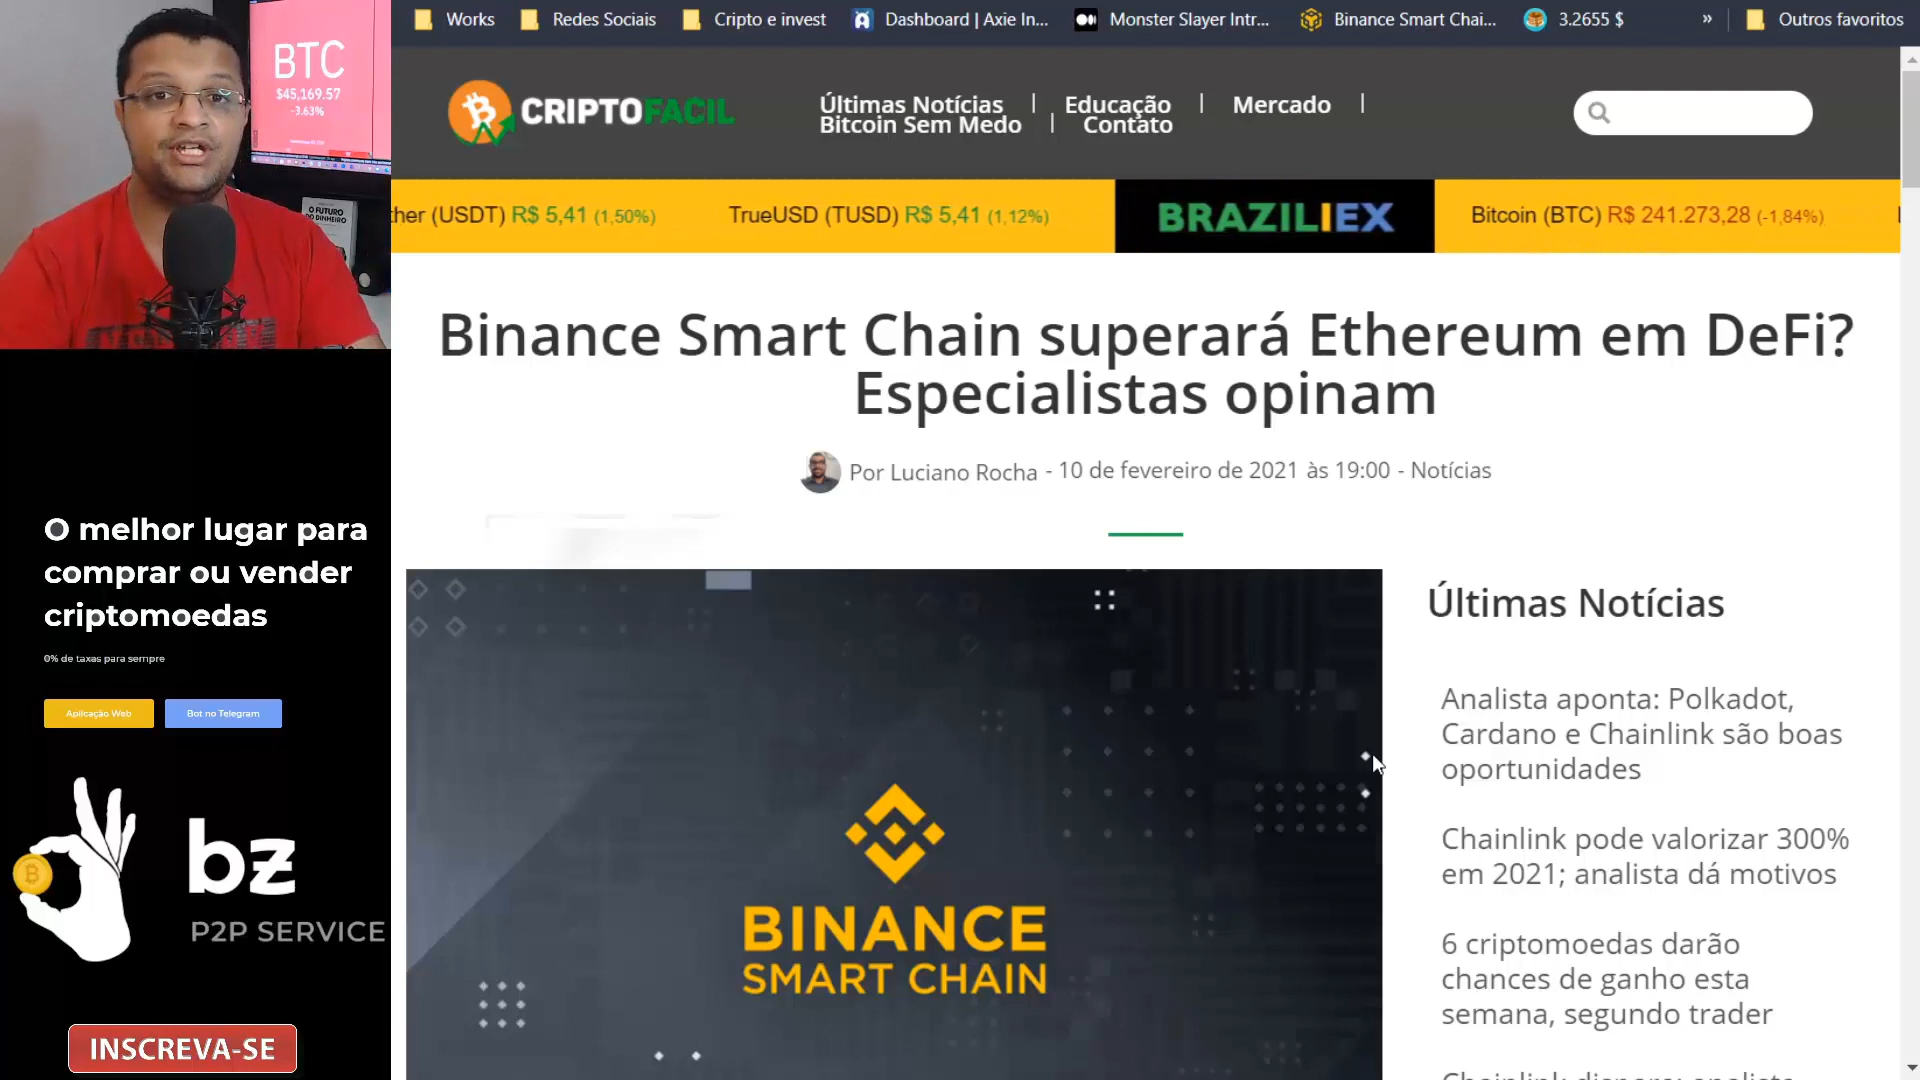 Works
Redes Sociais
Cripto e invest
Dashboard | Axie In...
Monster Slayer Intr...
Binance Smart Chai...
3.2655 $
»
Outros favoritos
BTC
$45,169.57
-3.63%
O FUTURO
DO DINHEIRO
CRIPTOFACIL
Últimas Notícias | Educação | Mercado |
Bitcoin Sem Medo | Contato
ther (USDT) R$ 5,41 (1,50%)
TrueUSD (TUSD) R$ 5,41 (1,12%)
BRAZILIEX
Bitcoin (BTC) R$ 241.273,28 (-1,84%)
Binance Smart Chain superará Ethereum em DeFi?
Especialistas opinam
Por Luciano Rocha - 10 de fevereiro de 2021 às 19:00 - Notícias
BINANCE
SMART CHAIN
Últimas Notícias
Analista aponta: Polkadot,
Cardano e Chainlink são boas
oportunidades
Chainlink pode valorizar 300%
em 2021; analista dá motivos
6 criptomoedas darão
chances de ganho esta
semana, segundo trader
O melhor lugar para
comprar ou vender
criptomoedas
0% de taxas para sempre
Aplicação Web
Bot no Telegram
bz
P2P SERVICE
INSCREVA-SE